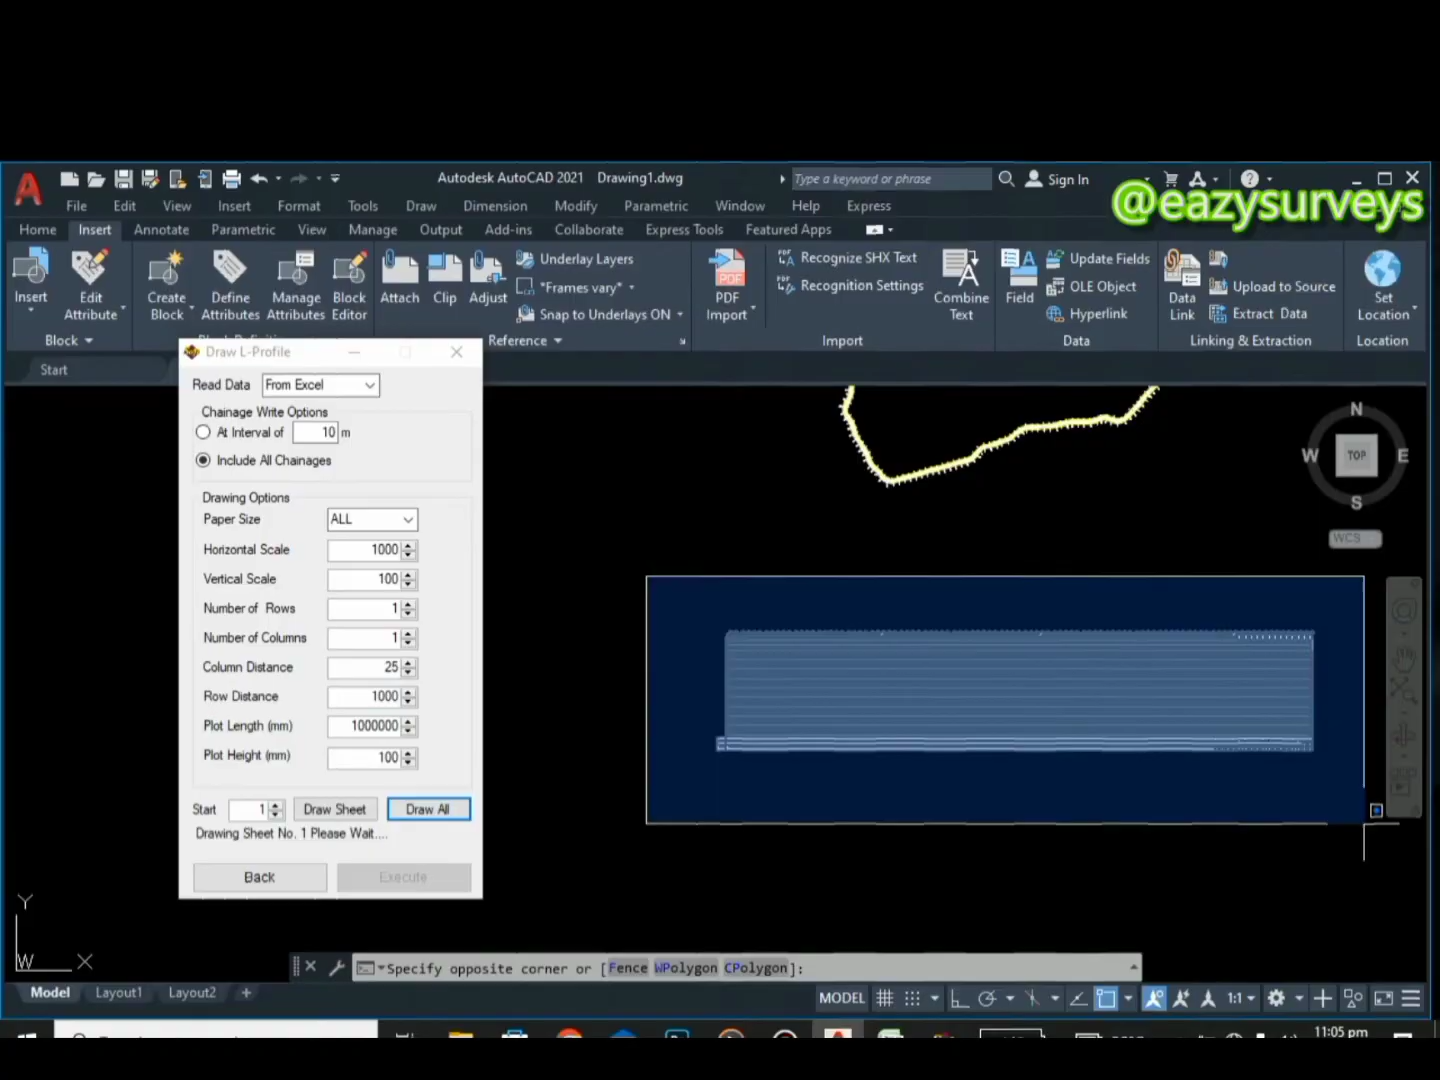 Autodesk AutoCAD 2021 Drawing1.dwg
Type a keyword or phrase
Sign In
@eazysurveys
File Edit View Insert Format Tools Draw Dimension Modify Parametric Window Help Express
Home Insert Annotate Parametric View Manage Output Add-ins Collaborate Express Tools Featured Apps
Insert
Edit Attribute
Create Block
Define Attributes
Manage Attributes
Block Editor
Attach
Clip
Adjust
Underlay Layers
*Frames vary*
Snap to Underlays ON
PDF Import
Recognize SHX Text
Recognition Settings
Combine Text
Field
Update Fields
OLE Object
Hyperlink
Data Link
Upload to Source
Extract Data
Set Location
Block
Reference
Import
Data
Linking & Extraction
Location
Start
Draw L-Profile
Read Data From Excel
Chainage Write Options
At Interval of 10 m
Include All Chainages
Drawing Options
Paper Size ALL
Horizontal Scale 1000
Vertical Scale 100
Number of Rows 1
Number of Columns 1
Column Distance 25
Row Distance 1000
Plot Length (mm) 1000000
Plot Height (mm) 100
Start 1 Draw Sheet Draw All
Drawing Sheet No. 1 Please Wait....
Back Execute
N
W TOP E
S
WCS
Y
W X
Specify opposite corner or [Fence WPolygon CPolygon]:
Model Layout1 Layout2 +
MODEL
1:1
11:05 pm